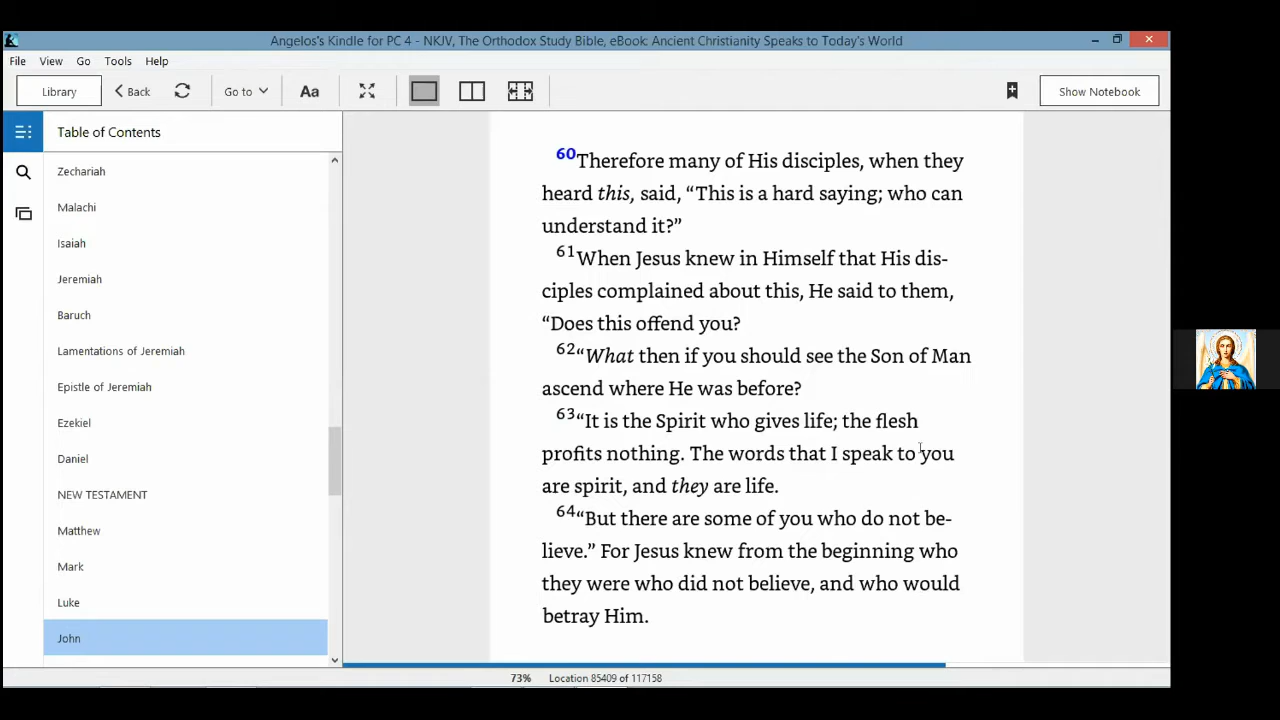 Angelos's Kindle for PC 4 - NKJV, The Orthodox Study Bible, eBook: Ancient Christianity Speaks to Today's World
File View Go Tools Help
Library Back Go to Aa Show Notebook
Table of Contents
Zechariah
Malachi
Isaiah
Jeremiah
Baruch
Lamentations of Jeremiah
Epistle of Jeremiah
Ezekiel
Daniel
NEW TESTAMENT
Matthew
Mark
Luke
John
60Therefore many of His disciples, when they
heard this, said, “This is a hard saying; who can
understand it?”
61When Jesus knew in Himself that His dis-
ciples complained about this, He said to them,
“Does this offend you?
62“What then if you should see the Son of Man
ascend where He was before?
63“It is the Spirit who gives life; the flesh
profits nothing. The words that I speak to you
are spirit, and they are life.
64“But there are some of you who do not be-
lieve.” For Jesus knew from the beginning who
they were who did not believe, and who would
betray Him.
73% Location 85409 of 117158